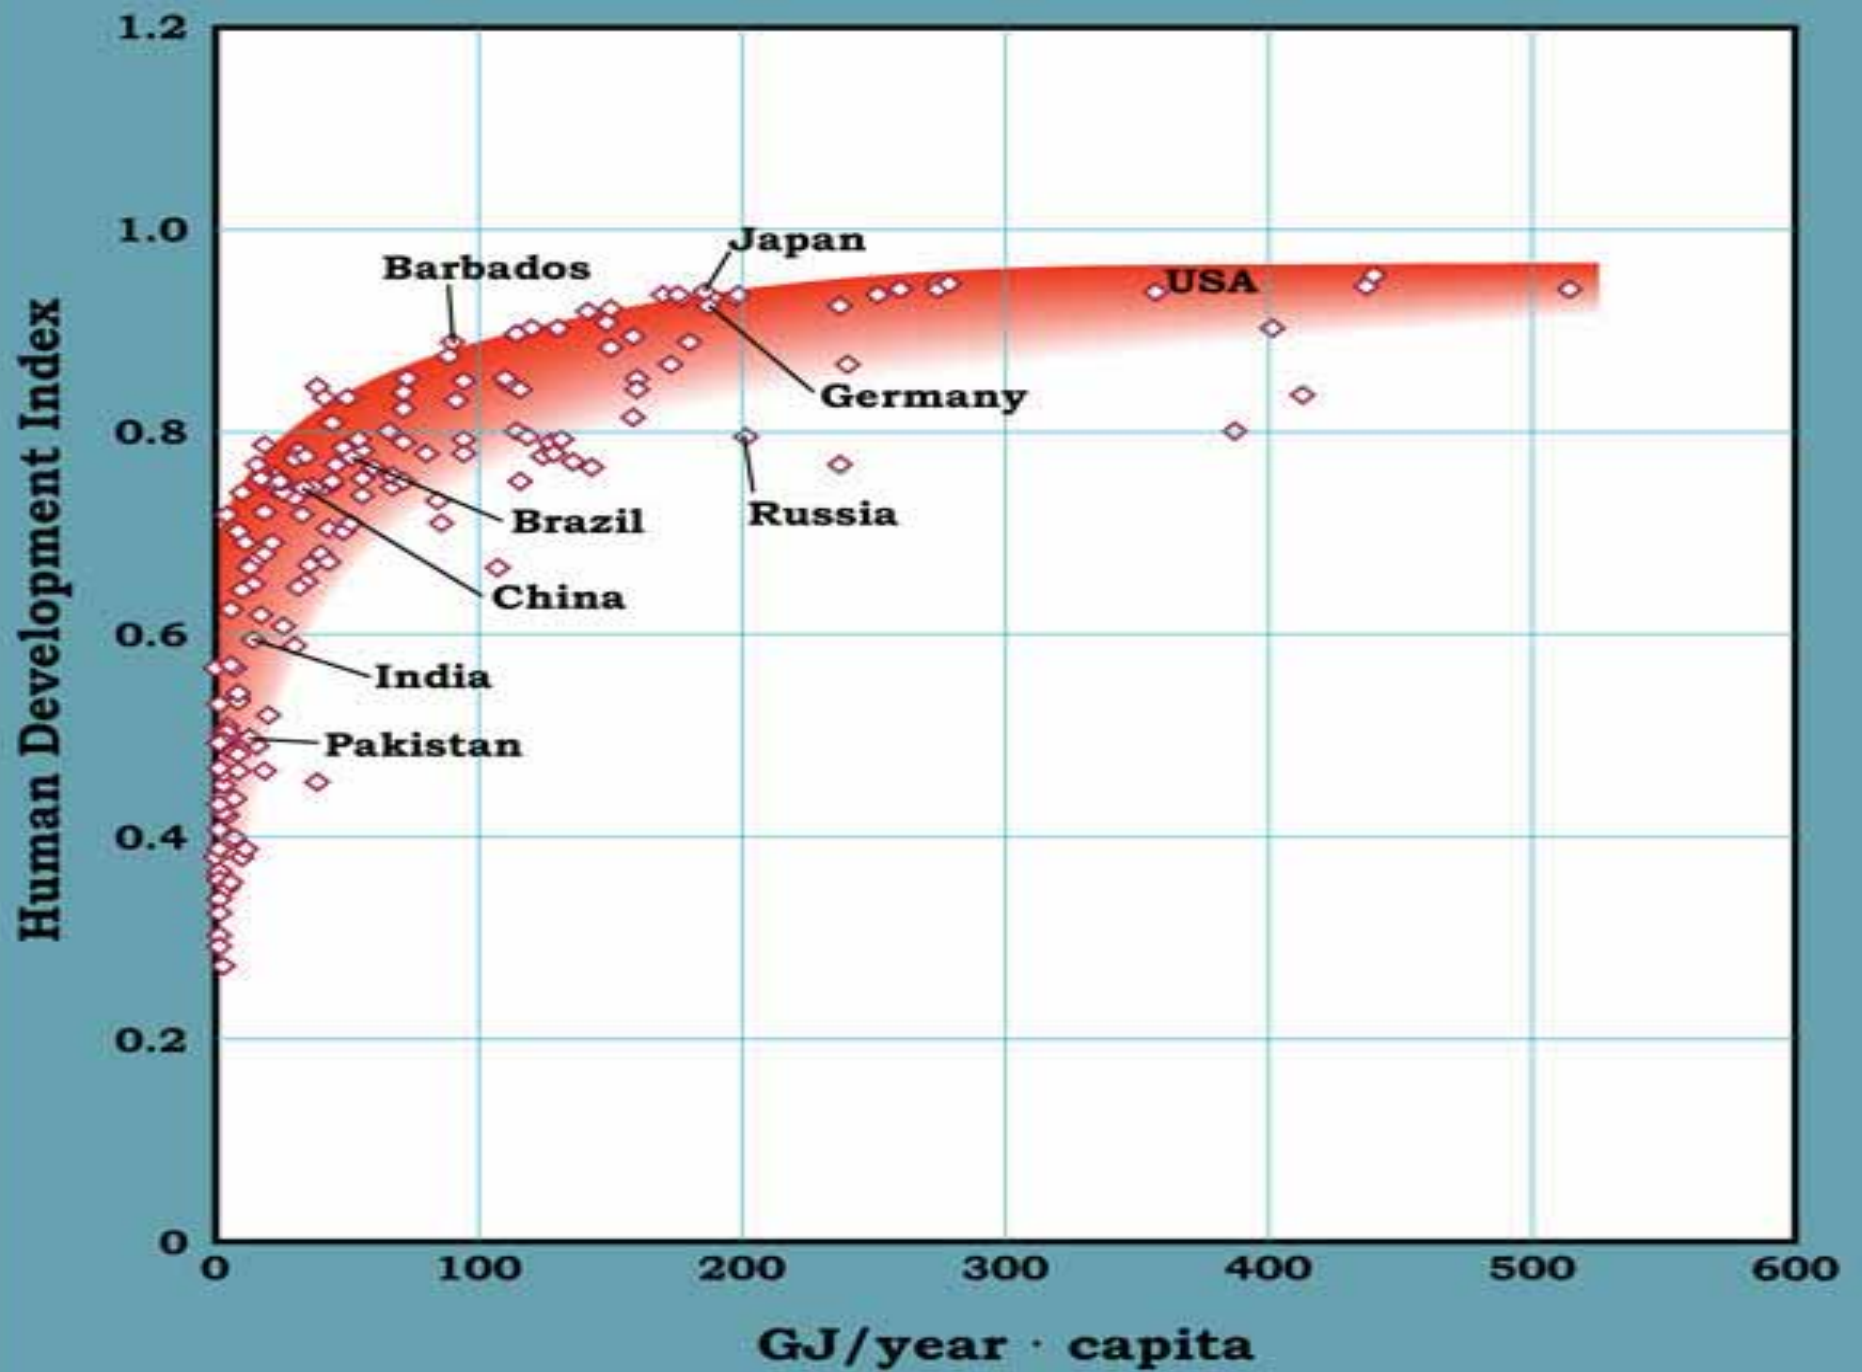 1.2
1.0
0.8
0.6
0.4
0.2
0
Human Development Index
Japan
Barbados
USA
Germany
Russia
Brazil
China
India
Pakistan
0 100 200 300 400 500 600
GJ/year · capita